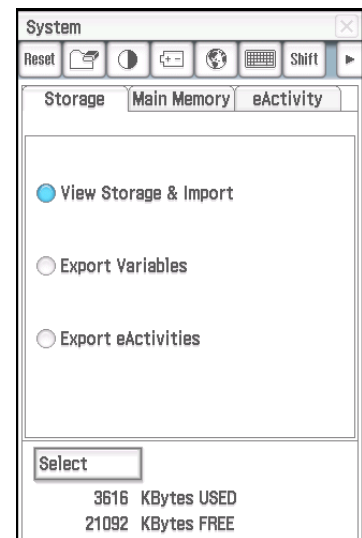 System
Reset Shift
Storage Main Memory eActivity
View Storage & Import
Export Variables
Export eActivities
Select
3616 KBytes USED
21092 KBytes FREE